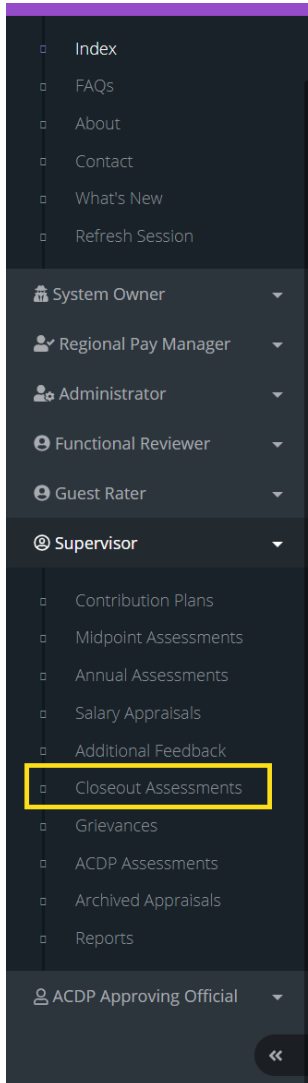 Index
FAQs
About
Contact
What's New
Refresh Session
System Owner
Regional Pay Manager
Administrator
Functional Reviewer
Guest Rater
Supervisor
Contribution Plans
Midpoint Assessments
Annual Assessments
Salary Appraisals
Additional Feedback
Closeout Assessments
Grievances
ACDP Assessments
Archived Appraisals
Reports
ACDP Approving Official